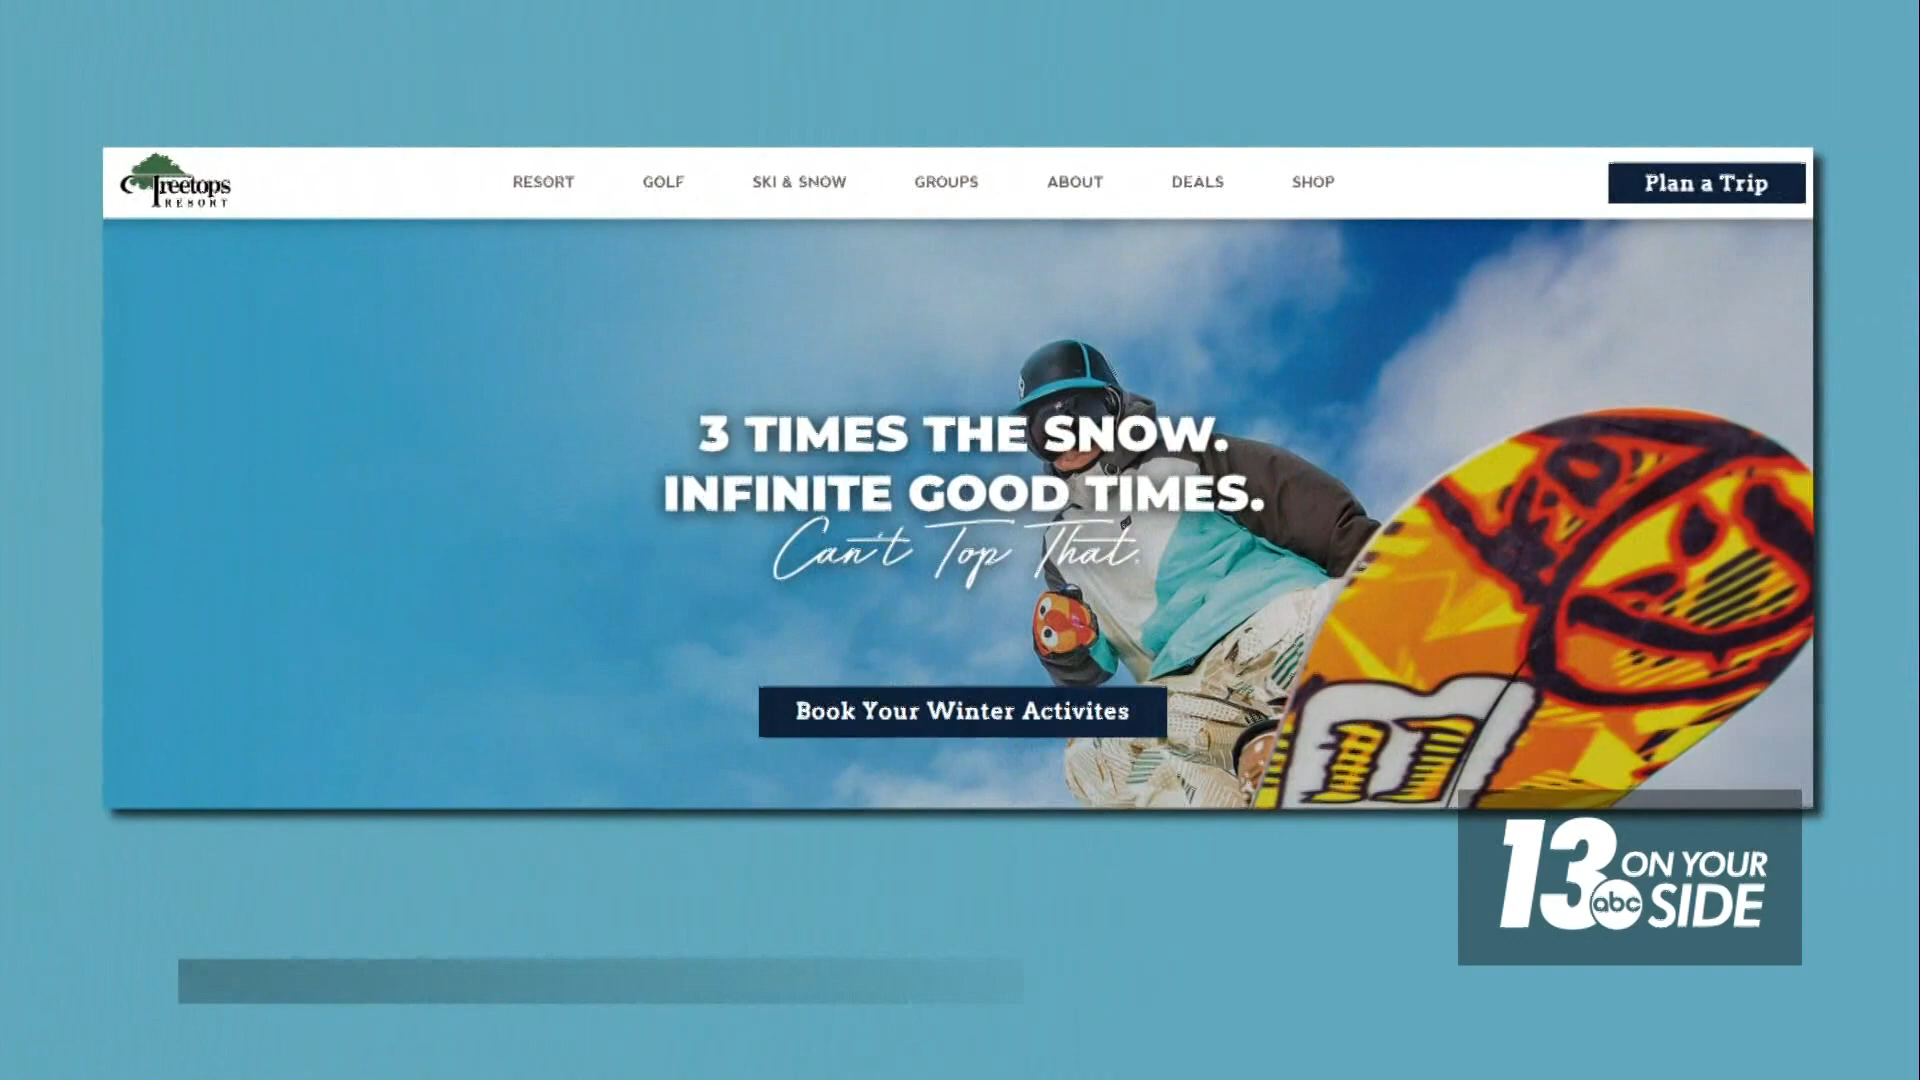 Treetops
RESORT
RESORT
GOLF
SKI & SNOW
GROUPS
ABOUT
DEALS
SHOP
Plan a Trip
3 TIMES THE SNOW.
INFINITE GOOD TIMES.
Can't Top That.
Book Your Winter Activites
13 ON YOUR
abc SIDE